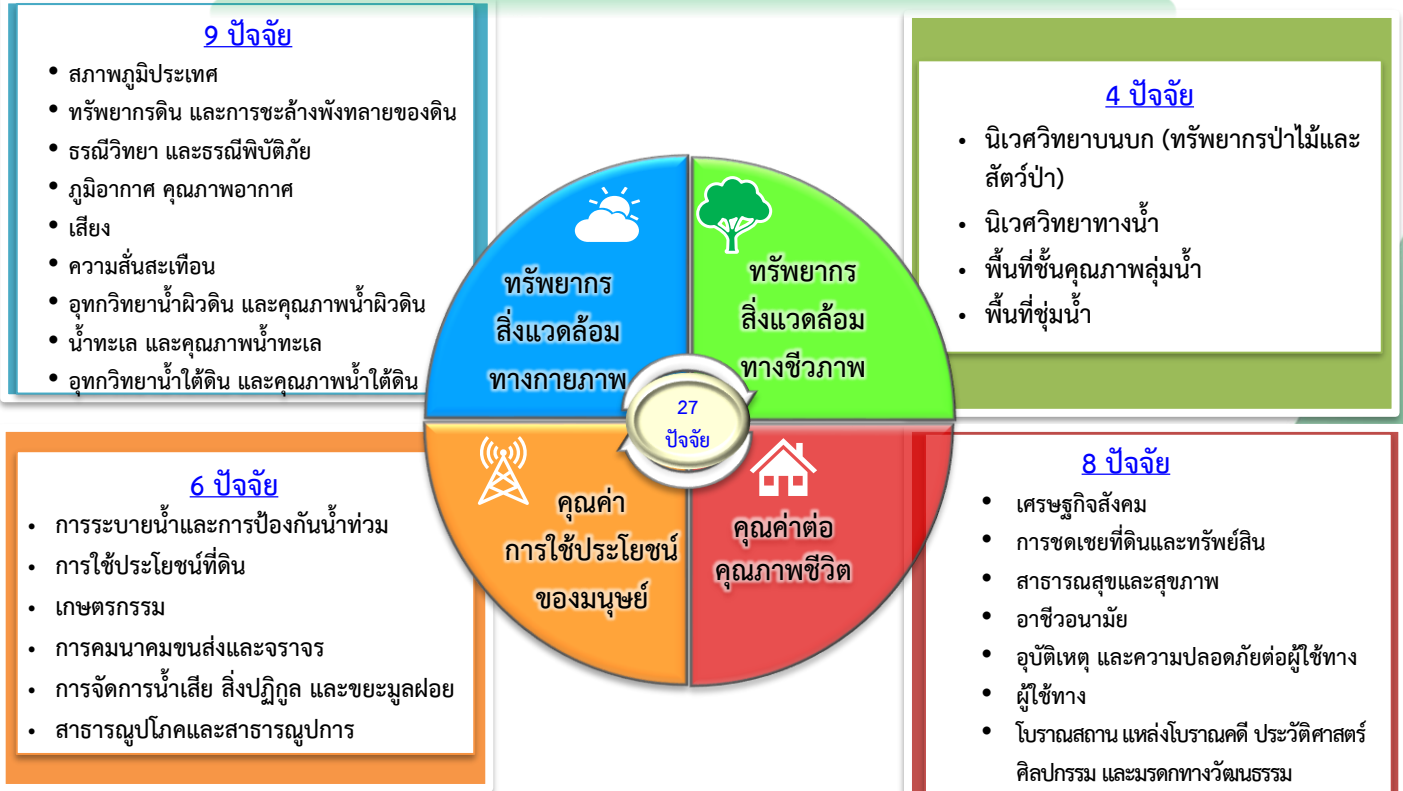 9 ปัจจัย
• สภาพภูมิประเทศ
• ทรัพยากรดิน และการชะล้างพังทลายของดิน
• ธรณีวิทยา และธรณีพิบัติภัย
• ภูมิอากาศ คุณภาพอากาศ
• เสียง
• ความสั่นสะเทือน
• อุทกวิทยาน้ำผิวดิน และคุณภาพน้ำผิวดิน
• น้ำทะเล และคุณภาพน้ำทะเล
• อุทกวิทยาน้ำใต้ดิน และคุณภาพน้ำใต้ดิน
4 ปัจจัย
• นิเวศวิทยาบนบก (ทรัพยากรป่าไม้และ
สัตว์ป่า)
• นิเวศวิทยาทางน้ำ
• พื้นที่ชั้นคุณภาพลุ่มน้ำ
• พื้นที่ชุ่มน้ำ
ทรัพยากร
สิ่งแวดล้อม
ทางกายภาพ
ทรัพยากร
สิ่งแวดล้อม
ทางชีวภาพ
27
ปัจจัย
คุณค่า
การใช้ประโยชน์
ของมนุษย์
คุณค่าต่อ
คุณภาพชีวิต
6 ปัจจัย
• การระบายน้ำและการป้องกันน้ำท่วม
• การใช้ประโยชน์ที่ดิน
• เกษตรกรรม
• การคมนาคมขนส่งและจราจร
• การจัดการน้ำเสีย สิ่งปฏิกูล และขยะมูลฝอย
• สาธารณูปโภคและสาธารณูปการ
8 ปัจจัย
• เศรษฐกิจสังคม
• การชดเชยที่ดินและทรัพย์สิน
• สาธารณสุขและสุขภาพ
• อาชีวอนามัย
• อุบัติเหตุ และความปลอดภัยต่อผู้ใช้ทาง
• ผู้ใช้ทาง
• โบราณสถาน แหล่งโบราณคดี ประวัติศาสตร์
ศิลปกรรม และมรดกทางวัฒนธรรม